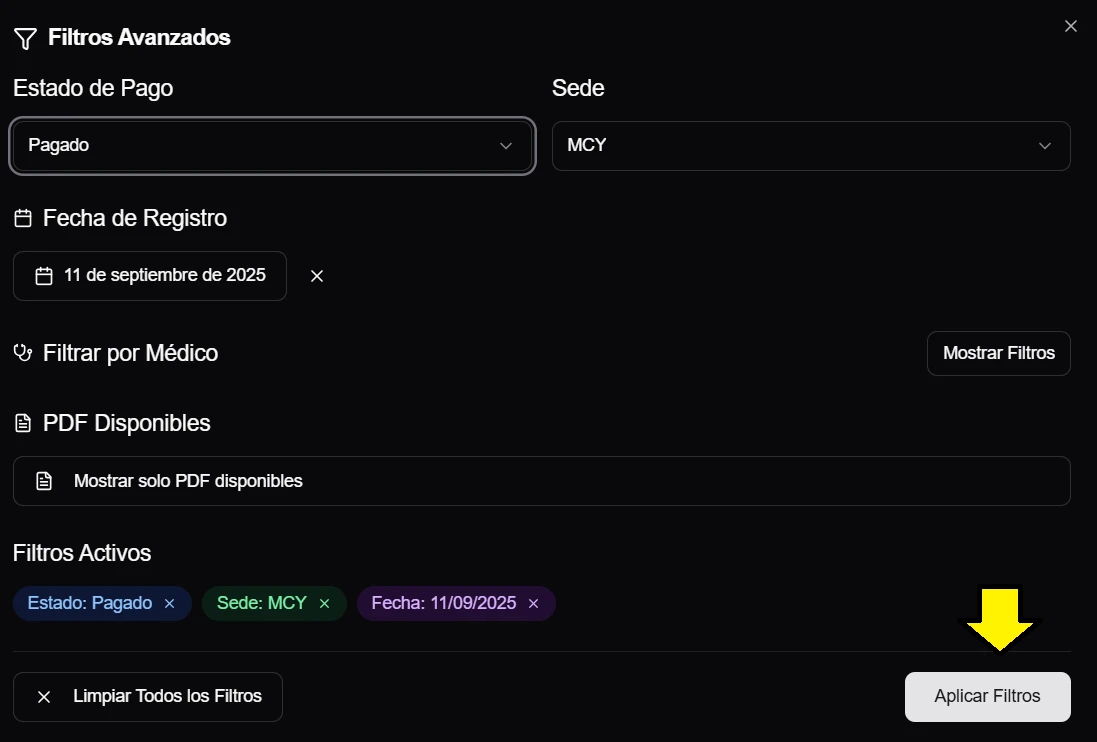 Filtros Avanzados
Estado de Pago
Sede
Pagado
MCY
Fecha de Registro
11 de septiembre de 2025
Filtrar por Médico
Mostrar Filtros
PDF Disponibles
Mostrar solo PDF disponibles
Filtros Activos
Estado: Pagado
Sede: MCY
Fecha: 11/09/2025
Limpiar Todos los Filtros
Aplicar Filtros